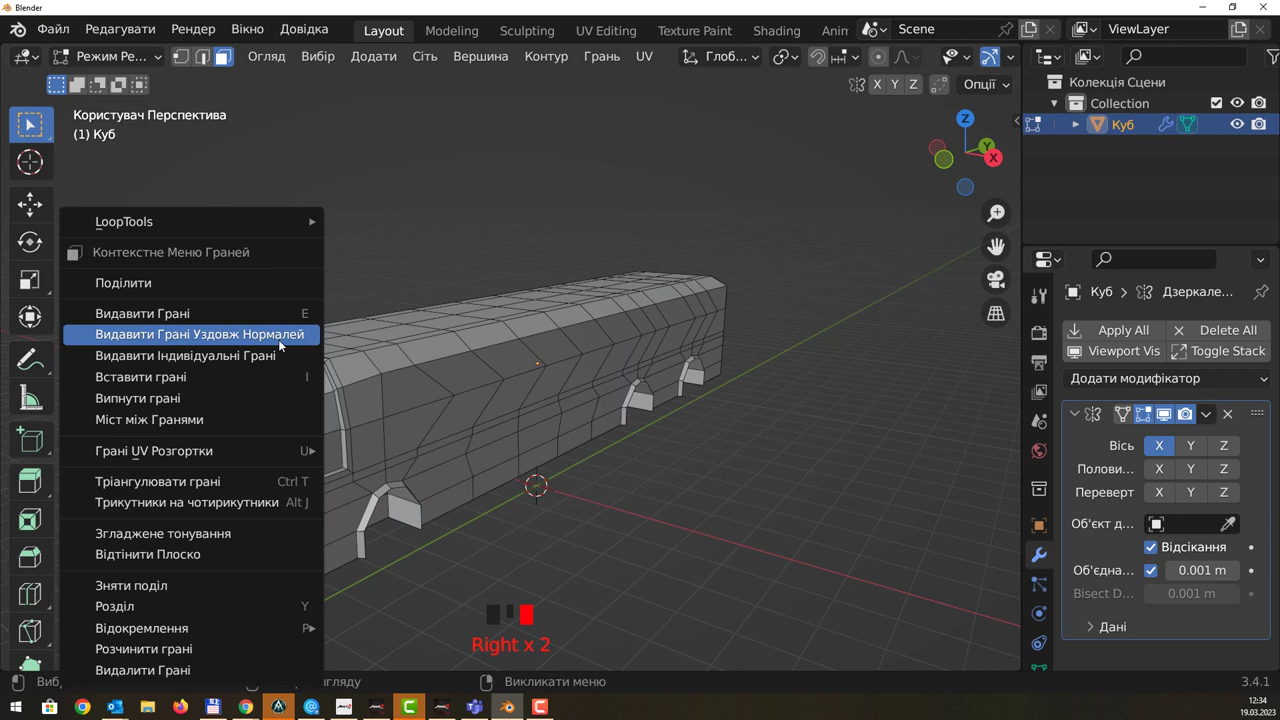 Blender
Файл Редагувати Рендер Вікно Довідка Layout Modeling Sculpting UV Editing Texture Paint Shading Anim Scene ViewLayer
Режим Ре... Огляд Вибір Додати Сіть Вершина Контур Грань UV Глоб...
X Y Z Опції
Користувач Перспектива
(1) Куб
Z
Y
X
Колекція Сцени
Collection
Куб
LoopTools
Контекстне Меню Граней
Поділити
Видавити Грані E
Видавити Грані Уздовж Нормалей
Видавити Індивідуальні Грані
Вставити грані I
Випнути грані
Міст між Гранями
Грані UV Розгортки U
Тріангулювати грані Ctrl T
Трикутники на чотирикутники Alt J
Згладжене тонування
Відтінити Плоско
Зняти поділ
Розділ Y
Відокремлення P
Розчинити грані
Видалити Грані
Куб Дзеркале...
Apply All Delete All
Viewport Vis Toggle Stack
Додати модифікатор
Вісь X Y Z
Полови... X Y Z
Переверт X Y Z
Об'єкт д...
Відсікання
Об'єдна... 0.001 m
Bisect D... 0.001 m
Дані
Right x 2
Викликати меню
3.4.1
12:34
19.03.2023